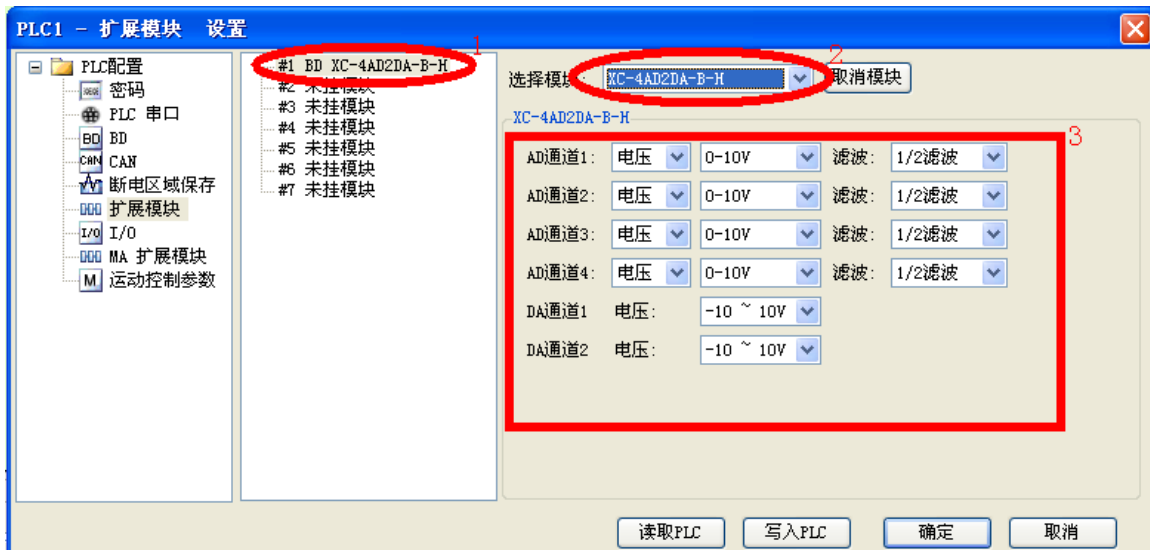 PLC1 - 扩展模块 设置
PLC配置
密码
PLC 串口
BD BD
CAN CAN
断电区域保存
扩展模块
I/O I/O
MA 扩展模块
M 运动控制参数
1
#1 BD XC-4AD2DA-B-H
#2 未挂模块
#3 未挂模块
#4 未挂模块
#5 未挂模块
#6 未挂模块
#7 未挂模块
2
选择模块: XC-4AD2DA-B-H 取消模块
XC-4AD2DA-B-H
3
AD通道1: 电压 0-10V 滤波: 1/2滤波
AD通道2: 电压 0-10V 滤波: 1/2滤波
AD通道3: 电压 0-10V 滤波: 1/2滤波
AD通道4: 电压 0-10V 滤波: 1/2滤波
DA通道1 电压: -10 ~ 10V
DA通道2 电压: -10 ~ 10V
读取PLC 写入PLC 确定 取消